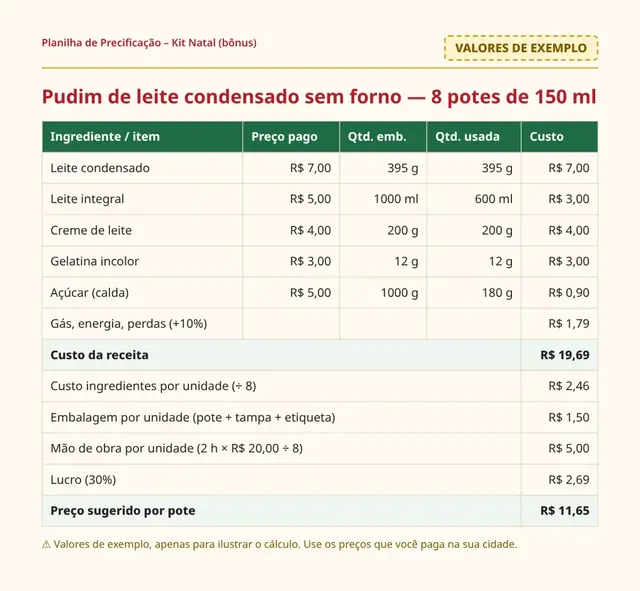 Planilha de Precificação – Kit Natal (bônus)
VALORES DE EXEMPLO
Pudim de leite condensado sem forno — 8 potes de 150 ml
Ingrediente / item Preço pago Qtd. emb. Qtd. usada Custo
Leite condensado R$ 7,00 395 g 395 g R$ 7,00
Leite integral R$ 5,00 1000 ml 600 ml R$ 3,00
Creme de leite R$ 4,00 200 g 200 g R$ 4,00
Gelatina incolor R$ 3,00 12 g 12 g R$ 3,00
Açúcar (calda) R$ 5,00 1000 g 180 g R$ 0,90
Gás, energia, perdas (+10%) R$ 1,79
Custo da receita R$ 19,69
Custo ingredientes por unidade (÷ 8) R$ 2,46
Embalagem por unidade (pote + tampa + etiqueta) R$ 1,50
Mão de obra por unidade (2 h × R$ 20,00 ÷ 8) R$ 5,00
Lucro (30%) R$ 2,69
Preço sugerido por pote R$ 11,65
⚠ Valores de exemplo, apenas para ilustrar o cálculo. Use os preços que você paga na sua cidade.